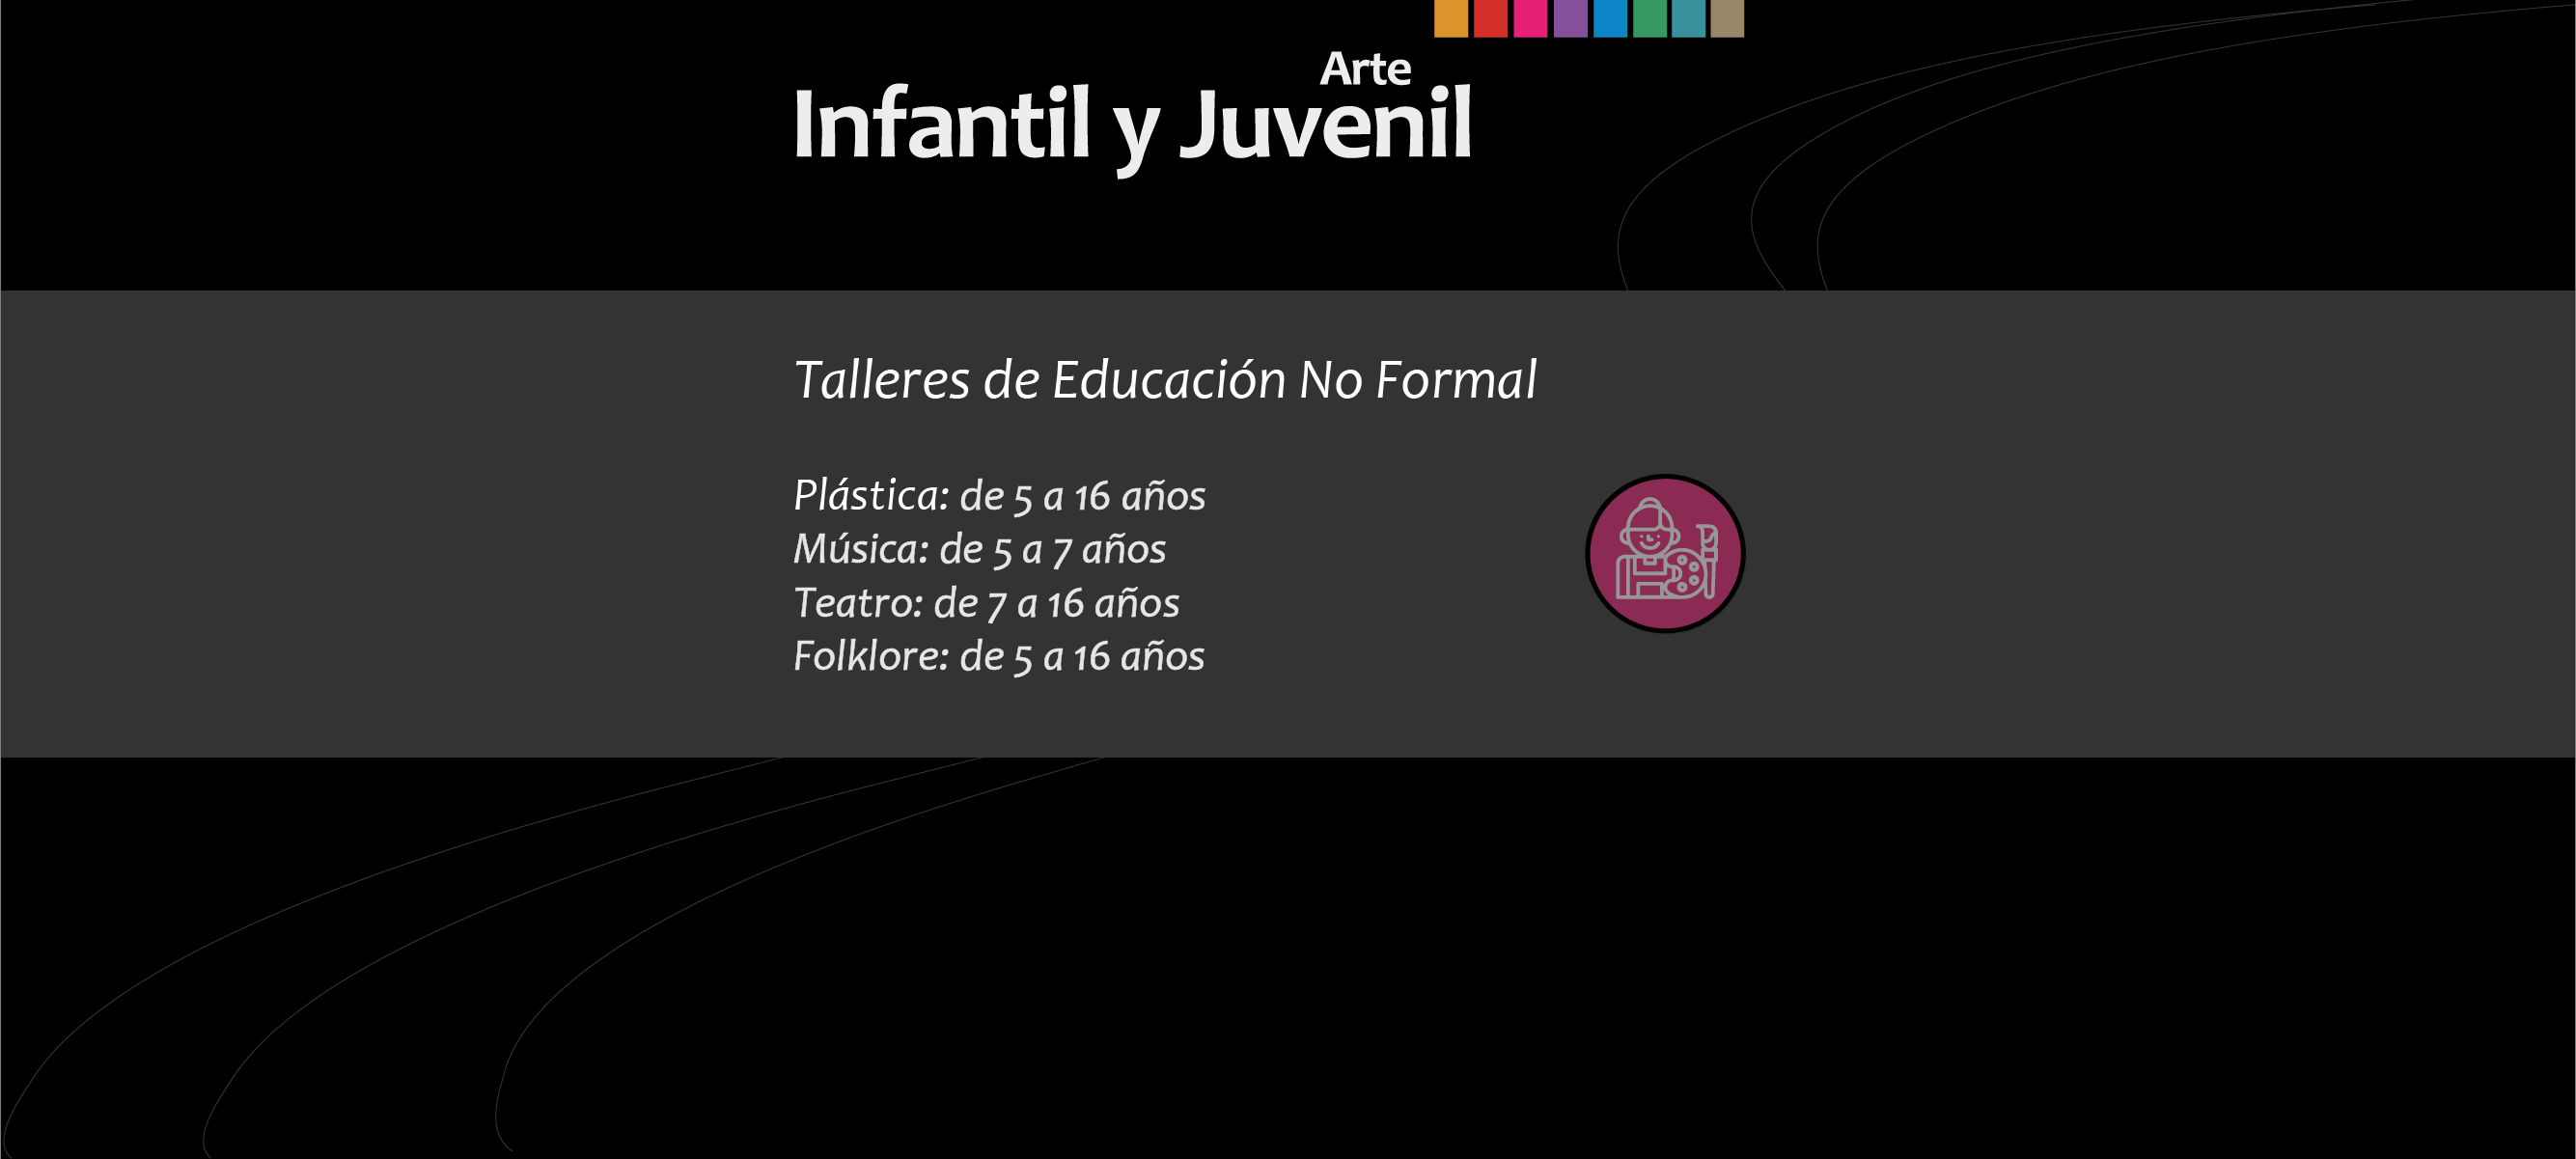 Arte
Infantil y Juvenil
Talleres de Educación No Formal
Plástica: de 5 a 16 años
Música: de 5 a 7 años
Teatro: de 7 a 16 años
Folklore: de 5 a 16 años